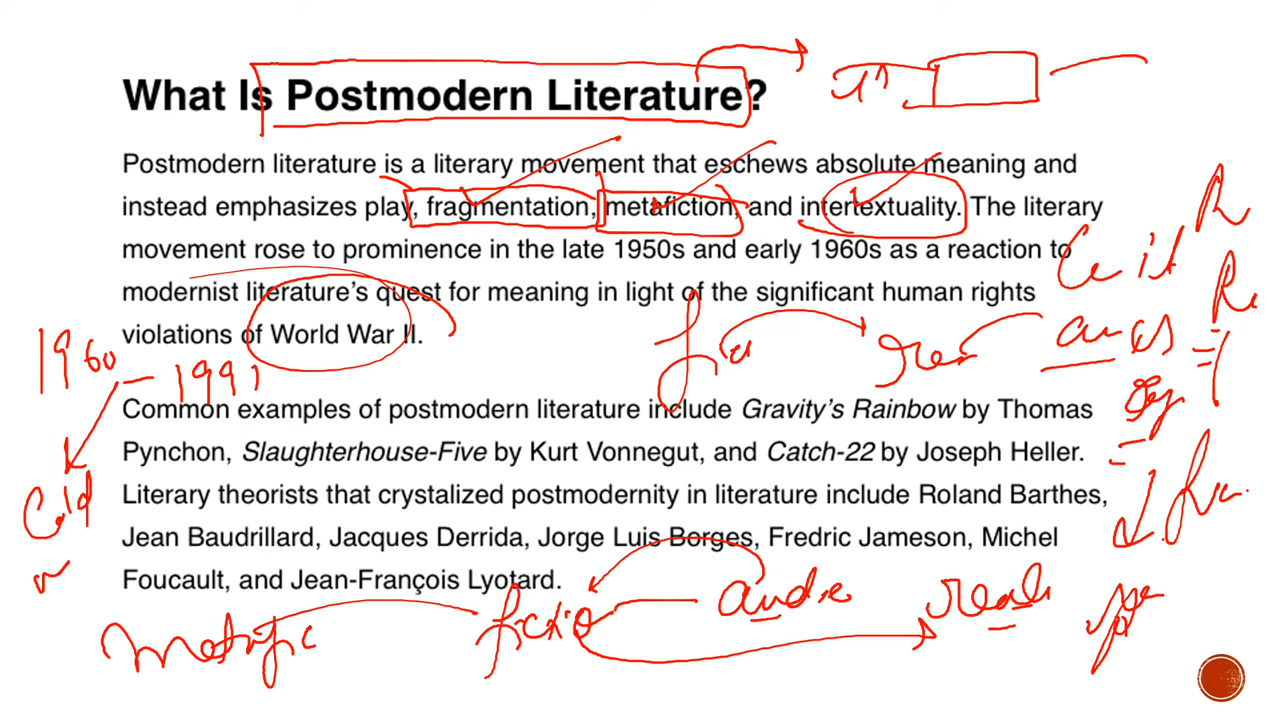 What Is Postmodern Literature?
Postmodern literature is a literary movement that eschews absolute meaning and
instead emphasizes play, fragmentation, metafiction, and intertextuality. The literary
movement rose to prominence in the late 1950s and early 1960s as a reaction to
modernist literature's quest for meaning in light of the significant human rights
violations of World War II.
1960 - 1991
Common examples of postmodern literature include Gravity's Rainbow by Thomas
Pynchon, Slaughterhouse-Five by Kurt Vonnegut, and Catch-22 by Joseph Heller.
Cold
Literary theorists that crystalized postmodernity in literature include Roland Barthes,
Jean Baudrillard, Jacques Derrida, Jorge Luis Borges, Fredric Jameson, Michel
Foucault, and Jean-François Lyotard.